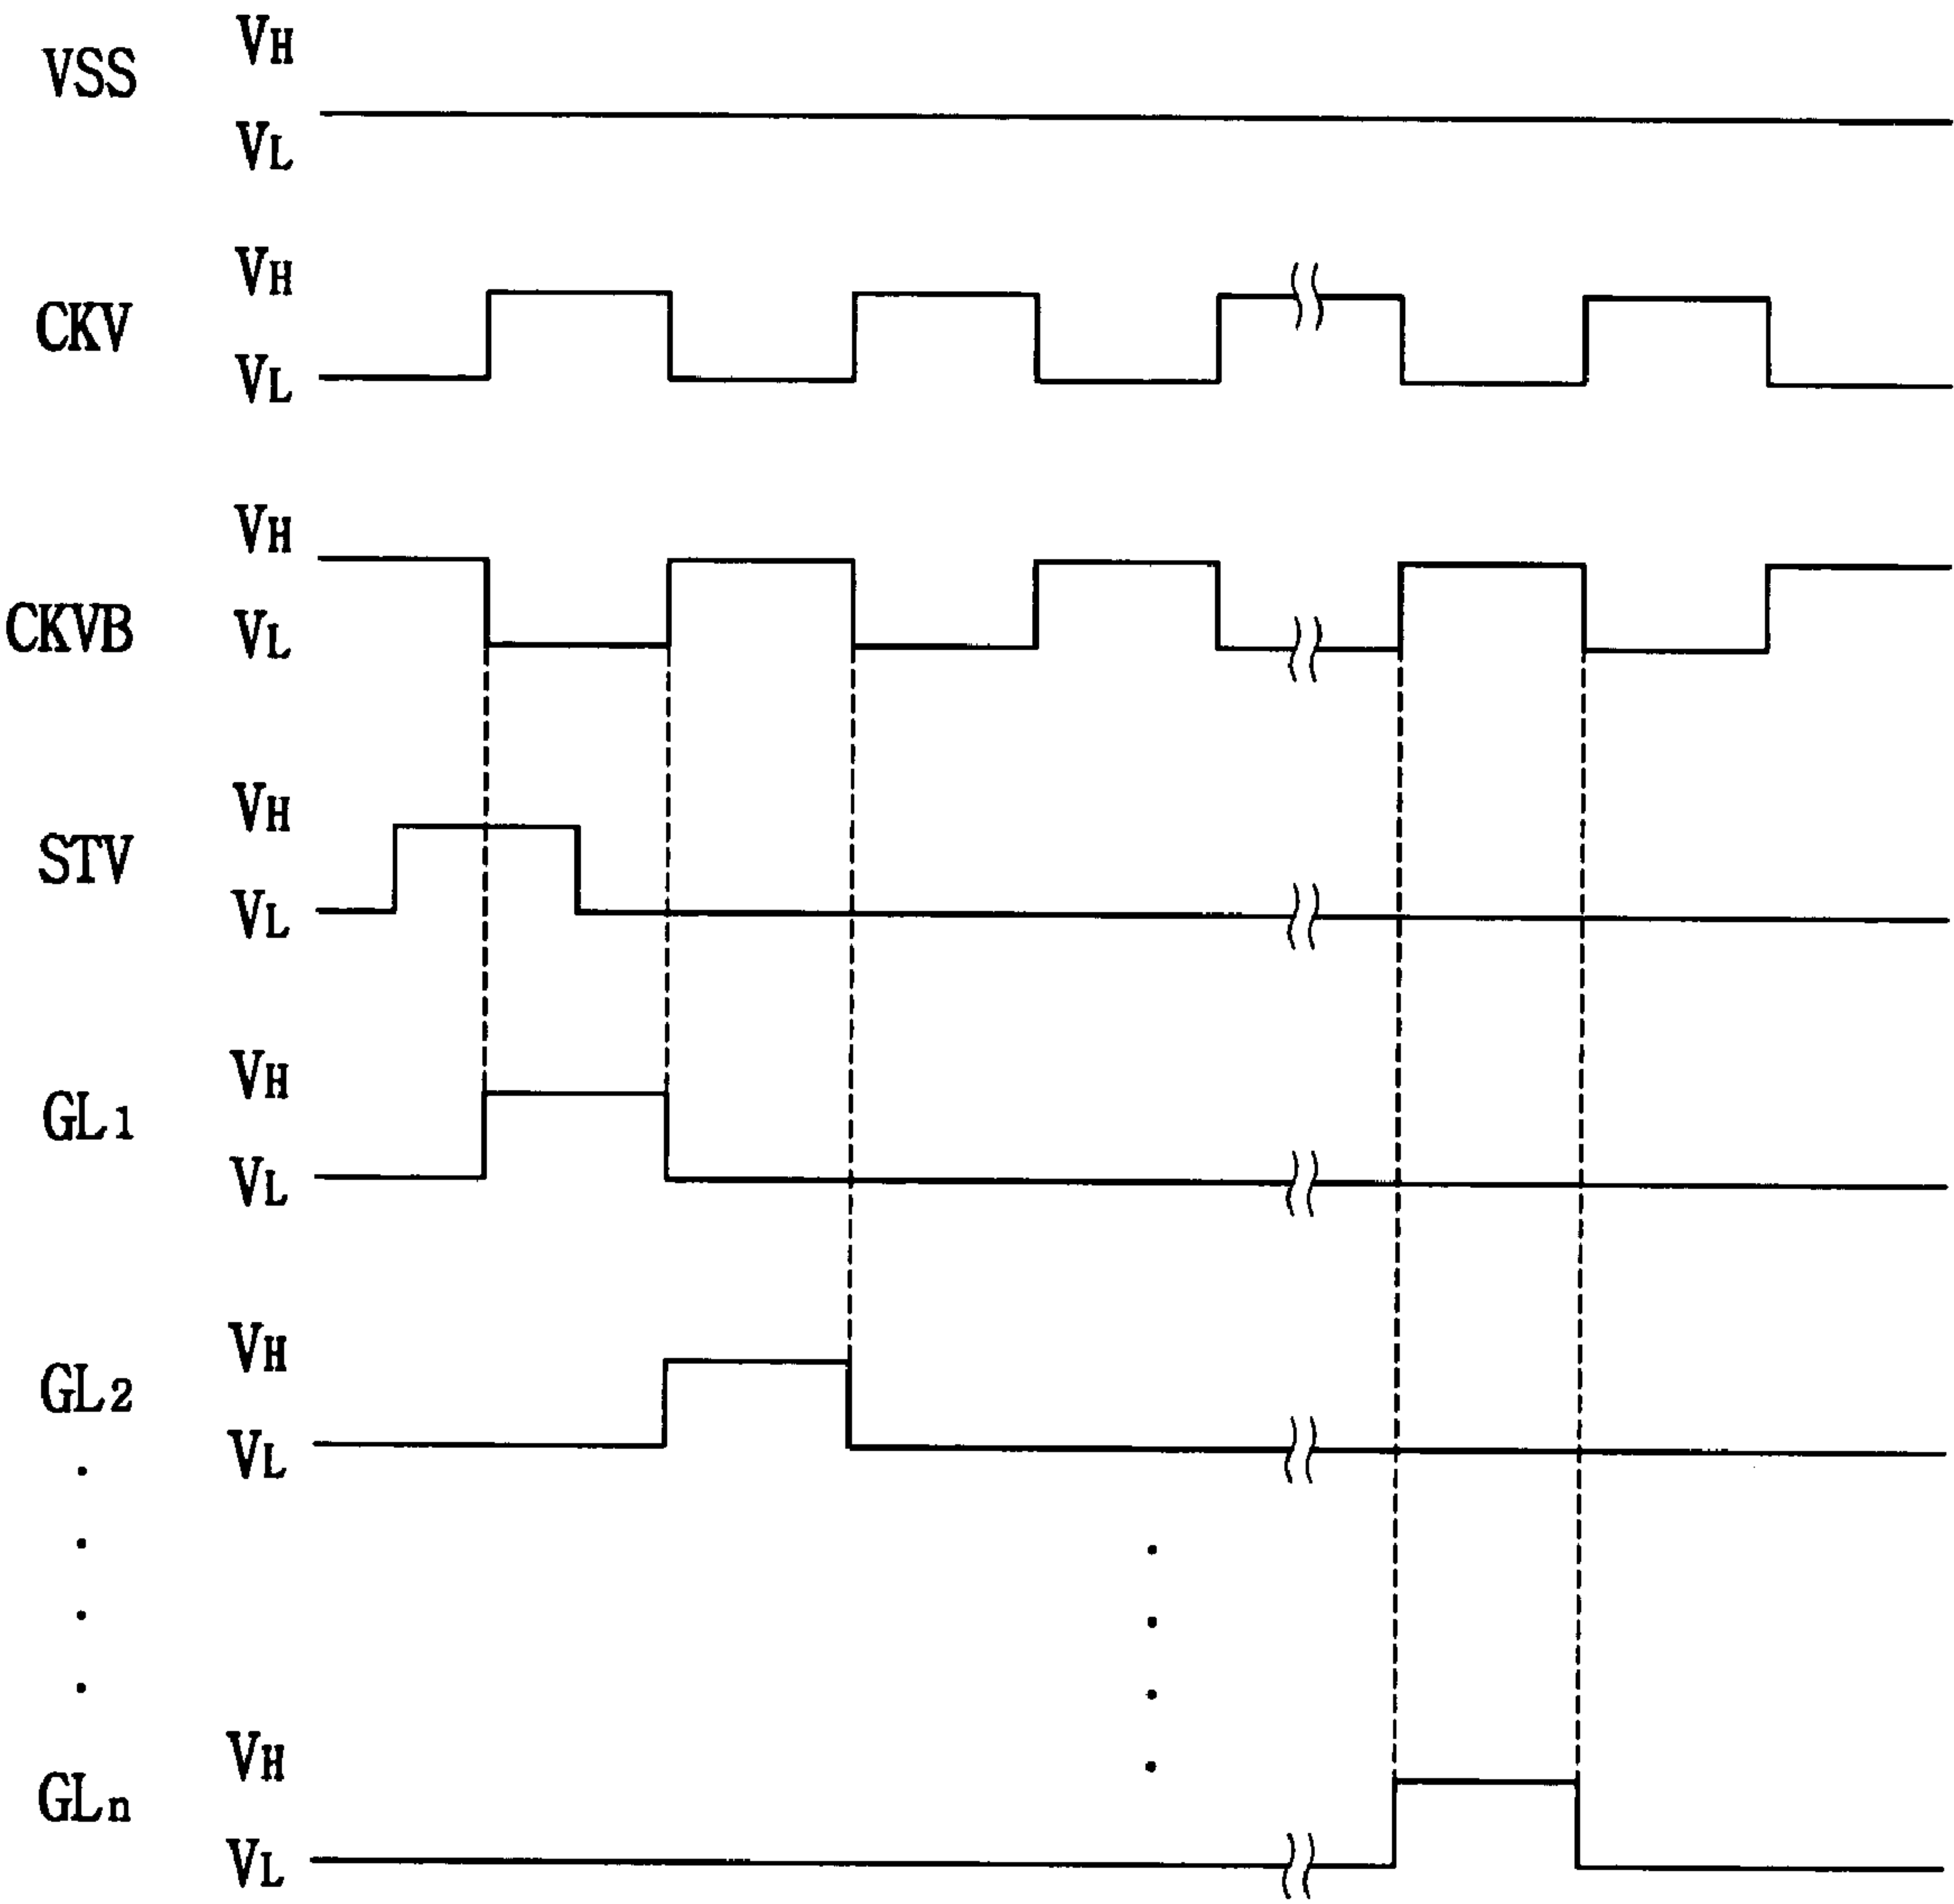 VSS VH
VL
CKV VH
VL
CKVB VH
VL
STV VH
VL
GL1 VH
VL
GL2 VH
VL
GLn VH
VL